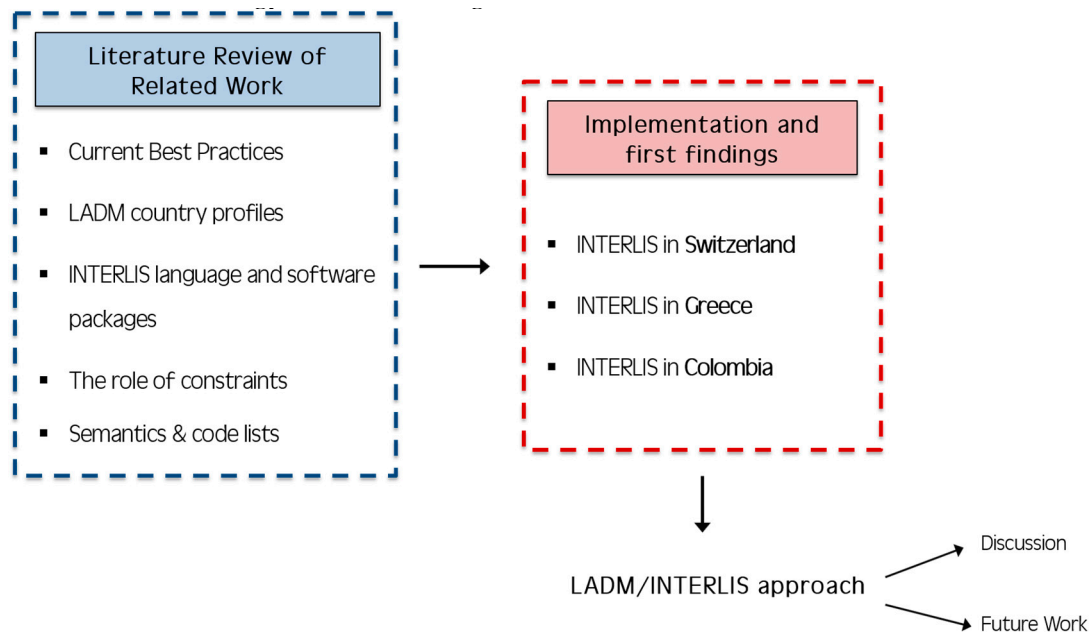 Literature Review of
Related Work
▪ Current Best Practices
▪ LADM country profiles
▪ INTERLIS language and software
packages
▪ The role of constraints
▪ Semantics & code lists
Implementation and
first findings
▪ INTERLIS in Switzerland
▪ INTERLIS in Greece
▪ INTERLIS in Colombia
LADM/INTERLIS approach
Discussion
Future Work